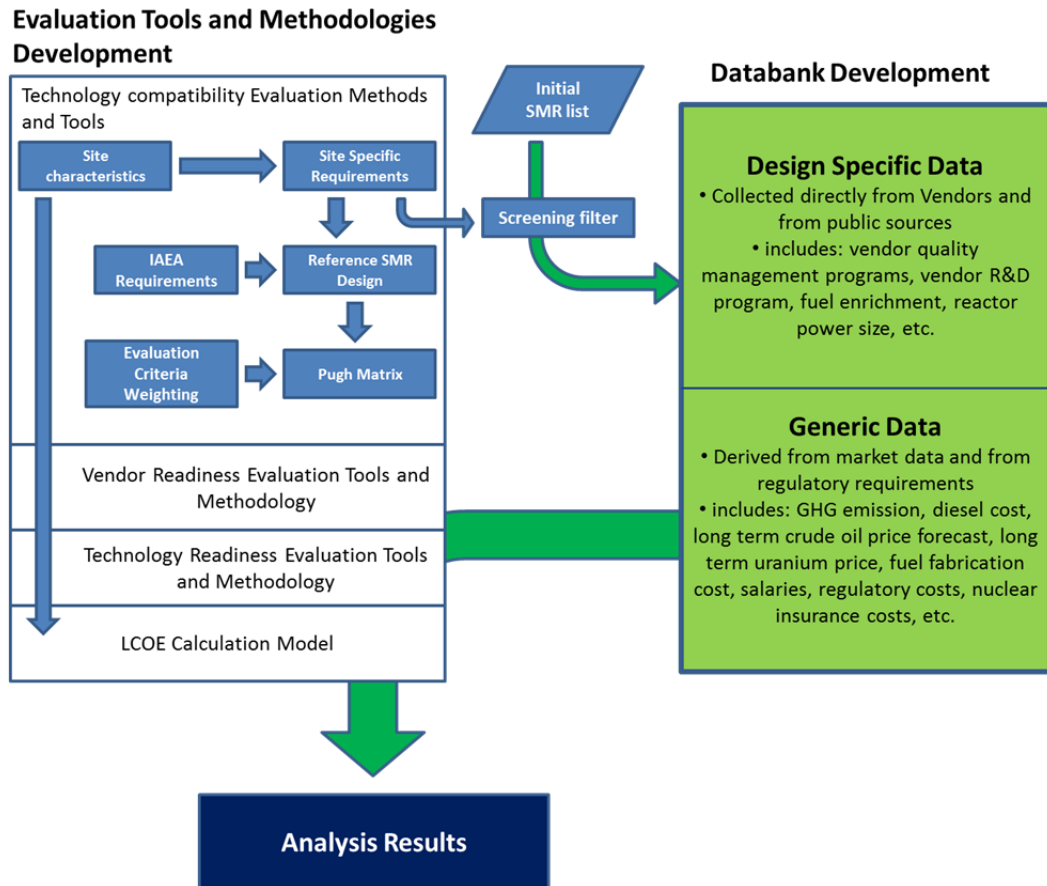 Evaluation Tools and Methodologies
Development
Technology compatibility Evaluation Methods
and Tools
Site
characteristics
Site Specific
Requirements
IAEA
Requirements
Reference SMR
Design
Evaluation
Criteria
Weighting
Pugh Matrix
Vendor Readiness Evaluation Tools and
Methodology
Technology Readiness Evaluation Tools
and Methodology
LCOE Calculation Model
Initial
SMR list
Screening filter
Databank Development
Design Specific Data
• Collected directly from Vendors and
from public sources
• includes: vendor quality
management programs, vendor R&D
program, fuel enrichment, reactor
power size, etc.
Generic Data
• Derived from market data and from
regulatory requirements
• includes: GHG emission, diesel cost,
long term crude oil price forecast, long
term uranium price, fuel fabrication
cost, salaries, regulatory costs, nuclear
insurance costs, etc.
Analysis Results